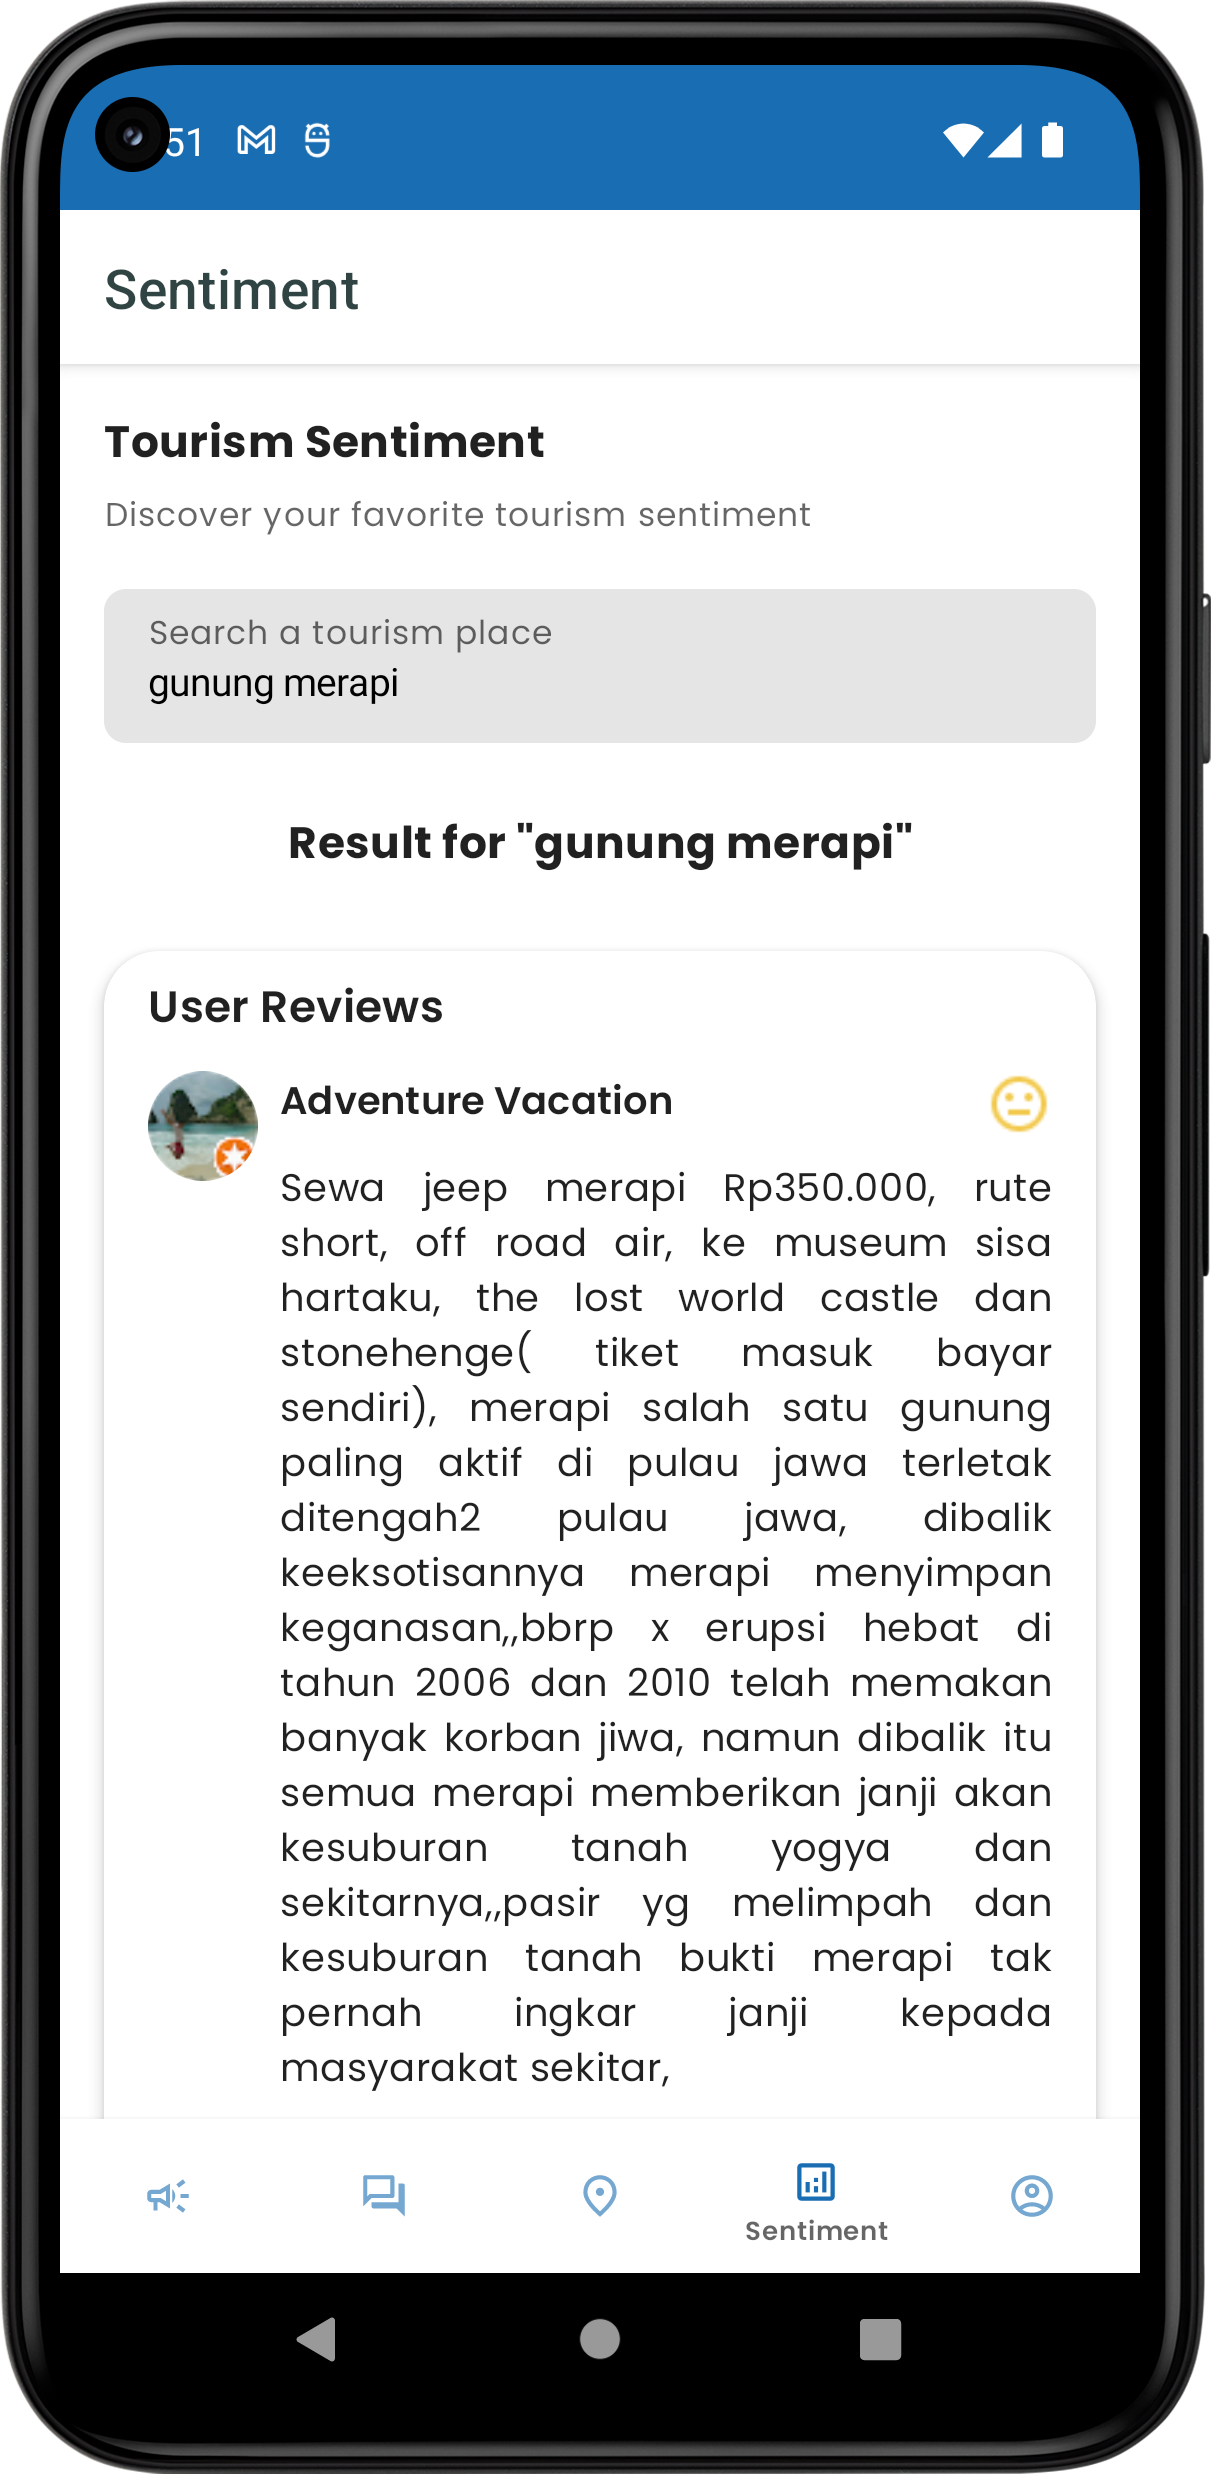 51
Sentiment
Tourism Sentiment
Discover your favorite tourism sentiment
Search a tourism place
gunung merapi
Result for "gunung merapi"
User Reviews
Adventure Vacation
Sewa jeep merapi Rp350.000, rute
short, off road air, ke museum sisa
hartaku, the lost world castle dan
stonehenge( tiket masuk bayar
sendiri), merapi salah satu gunung
paling aktif di pulau jawa terletak
ditengah2 pulau jawa, dibalik
keeksotisannya merapi menyimpan
keganasan,,bbrp x erupsi hebat di
tahun 2006 dan 2010 telah memakan
banyak korban jiwa, namun dibalik itu
semua merapi memberikan janji akan
kesuburan tanah yogya dan
sekitarnya,,pasir yg melimpah dan
kesuburan tanah bukti merapi tak
pernah ingkar janji kepada
masyarakat sekitar,
Sentiment